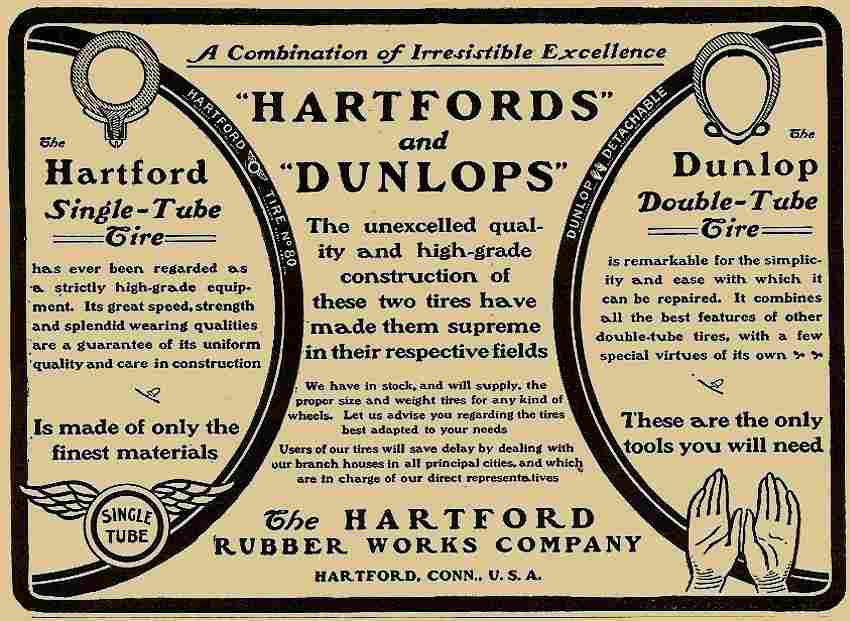 A Combination of Irresistible Excellence
"HARTFORDS"
and
"DUNLOPS"
The unexcelled qual-
ity and high-grade
construction of
these two tires have
made them supreme
in their respective fields
We have in stock, and will supply, the
proper size and weight tires for any kind of
wheels. Let us advise you regarding the tires
best adapted to your needs
Users of our tires will save delay by dealing with
our branch houses in all principal cities, and which
are in charge of our direct representatives
The HARTFORD
RUBBER WORKS COMPANY
HARTFORD, CONN., U. S. A.
The
Hartford
Single-Tube
Tire
has ever been regarded as
a strictly high-grade equip-
ment. Its great speed, strength
and splendid wearing qualities
are a guarantee of its uniform
quality and care in construction
Is made of only the
finest materials
SINGLE
TUBE
HARTFORD TIRE No 80
DUNLOP DETACHABLE
The
Dunlop
Double-Tube
Tire
is remarkable for the simplic-
ity and ease with which it
can be repaired. It combines
all the best features of other
double-tube tires, with a few
special virtues of its own
These are the only
tools you will need